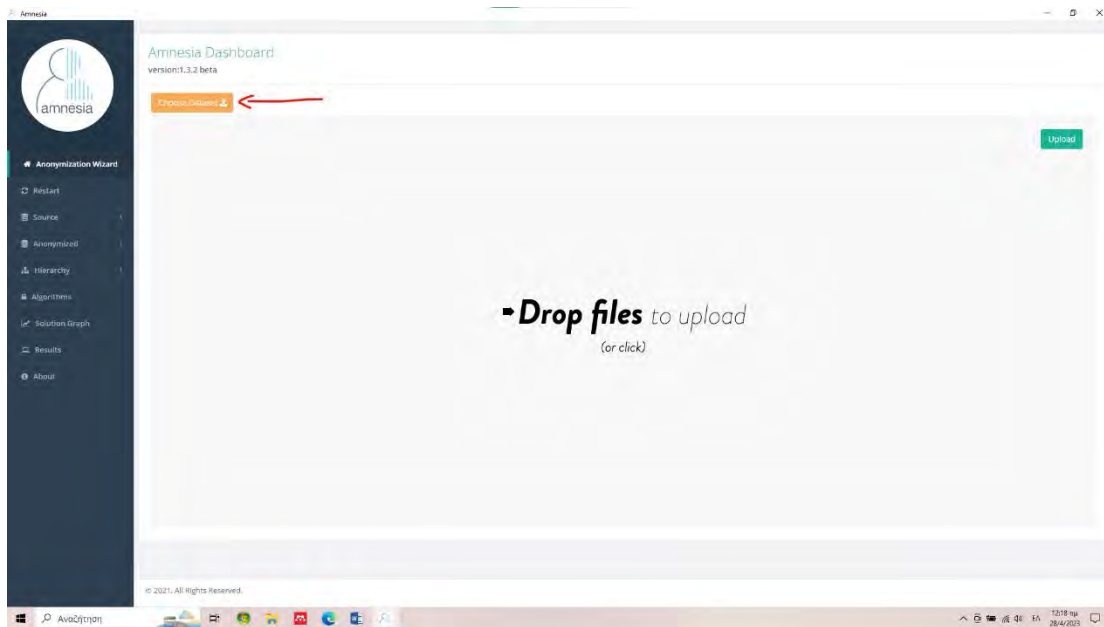 Amnesia
amnesia
Anonymization Wizard
Restart
Source
Anonymized
Hierarchy
Algorithms
Solution Graph
Results
About
Amnesia Dashboard
version:1.3.2 beta
Choose Dataset
Upload
Drop files to upload
(or click)
© 2021. All Rights Reserved.
Αναζήτηση
ΕΛ
12:18 πμ
28/4/2023